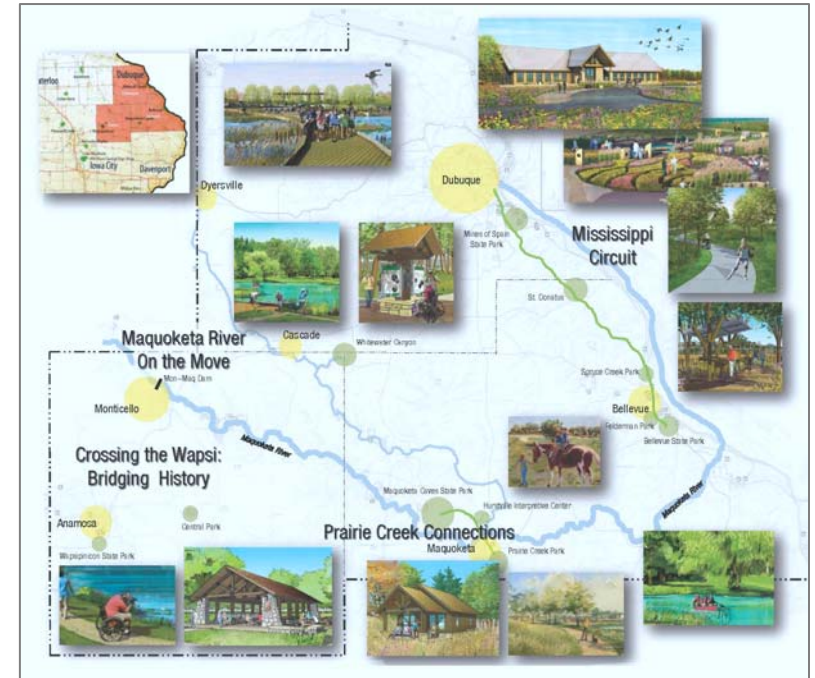 Dubuque
Iowa City
Davenport
Dyersville
Dubuque
Mines of Spain
State Park
Mississippi
Circuit
St. Donatus
Cascade
Whitewater Canyon
Maquoketa River
On the Move
Mon-Maq Dam
Monticello
Spruce Creek Park
Bellevue
Felderman Park
Bellevue State Park
Maquoketa River
Crossing the Wapsi:
Bridging History
Maquoketa Caves State Park
Hurstville Interpretive Center
Maquoketa River
Anamosa
Central Park
Prairie Creek Connections
Maquoketa
Prairie Creek Park
Wapsipinicon State Park